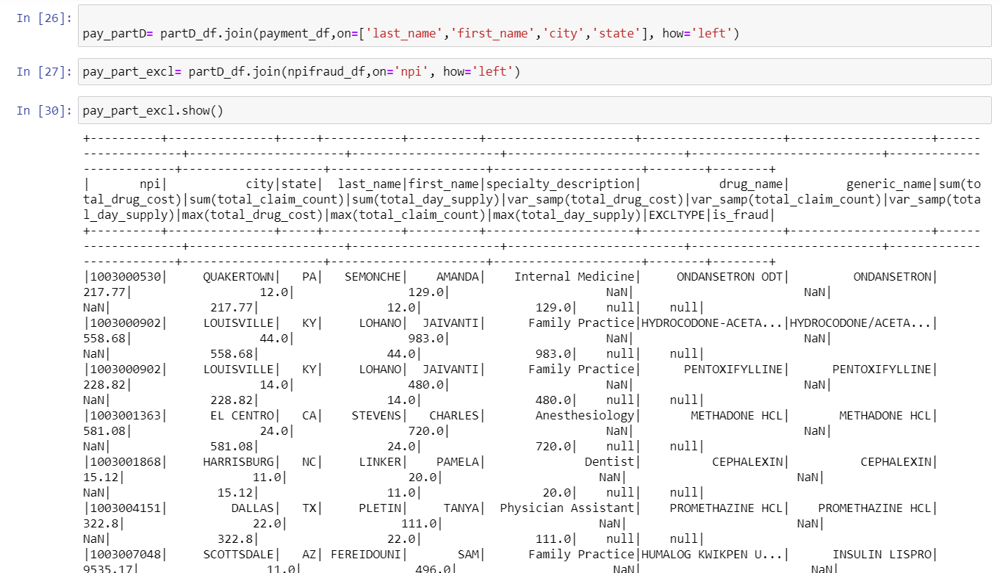 In [26]:
pay_partD= partD_df.join(payment_df,on=['last_name','first_name','city','state'], how='left')
In [27]: pay_part_excl= partD_df.join(npifraud_df,on='npi', how='left')
In [30]: pay_part_excl.show()
+----------+---------------+-----+-----------+----------+---------------------+--------------------+--------------------+------
--------------+----------------------+---------------------+-------------------------+---------------------------+-------------
-------------+--------------------+----------------------+---------------------+--------+--------+
|       npi|           city|state|  last_name|first_name|specialty_description|           drug_name|        generic_name|sum(to
tal_drug_cost)|sum(total_claim_count)|sum(total_day_supply)|var_samp(total_drug_cost)|var_samp(total_claim_count)|var_samp(tota
l_day_supply)|max(total_drug_cost)|max(total_claim_count)|max(total_day_supply)|EXCLTYPE|is_fraud|
+----------+---------------+-----+-----------+----------+---------------------+--------------------+--------------------+------
--------------+----------------------+---------------------+-------------------------+---------------------------+-------------
-------------+--------------------+----------------------+---------------------+--------+--------+
|1003000530|     QUAKERTOWN|   PA|   SEMONCHE|    AMANDA|    Internal Medicine|     ONDANSETRON ODT|         ONDANSETRON|
217.77|                  12.0|                129.0|                      NaN|                        NaN|
NaN|              217.77|                  12.0|                129.0|    null|    null|
|1003000902|     LOUISVILLE|   KY|     LOHANO|  JAIVANTI|      Family Practice|HYDROCODONE-ACETA...|HYDROCODONE/ACETA...|
558.68|                  44.0|                983.0|                      NaN|                        NaN|
NaN|              558.68|                  44.0|                983.0|    null|    null|
|1003000902|     LOUISVILLE|   KY|     LOHANO|  JAIVANTI|      Family Practice|      PENTOXIFYLLINE|      PENTOXIFYLLINE|
228.82|                  14.0|                480.0|                      NaN|                        NaN|
NaN|              228.82|                  14.0|                480.0|    null|    null|
|1003001363|      EL CENTRO|   CA|    STEVENS|   CHARLES|       Anesthesiology|       METHADONE HCL|       METHADONE HCL|
581.08|                  24.0|                720.0|                      NaN|                        NaN|
NaN|              581.08|                  24.0|                720.0|    null|    null|
|1003001868|     HARRISBURG|   NC|     LINKER|    PAMELA|              Dentist|          CEPHALEXIN|          CEPHALEXIN|
15.12|                  11.0|                 20.0|                      NaN|                        NaN|
NaN|               15.12|                  11.0|                 20.0|    null|    null|
|1003004151|         DALLAS|   TX|     PLETIN|     TANYA|  Physician Assistant|    PROMETHAZINE HCL|    PROMETHAZINE HCL|
322.8|                  22.0|                111.0|                      NaN|                        NaN|
NaN|               322.8|                  22.0|                111.0|    null|    null|
|1003007048|     SCOTTSDALE|   AZ| FEREIDOUNI|       SAM|      Family Practice|HUMALOG KWIKPEN U...|      INSULIN LISPRO|
9535.17|                  11.0|                496.0|                      NaN|                        NaN|